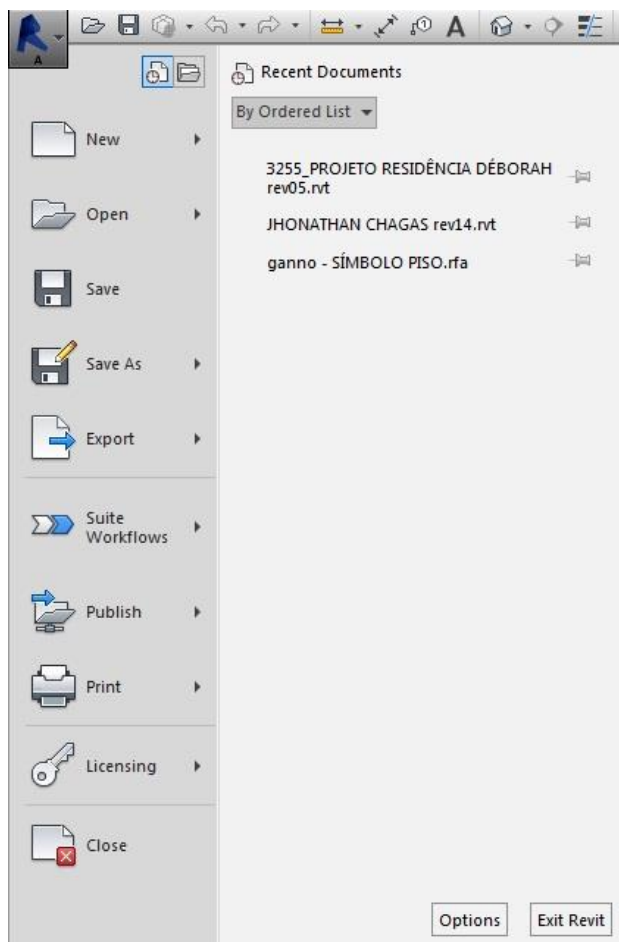 A
A
Recent Documents
By Ordered List
3255_PROJETO RESIDÊNCIA DÉBORAH
rev05.rvt
JHONATHAN CHAGAS rev14.rvt
ganno - SÍMBOLO PISO.rfa
New
Open
Save
Save As
Export
Suite
Workflows
Publish
Print
Licensing
Close
Options
Exit Revit